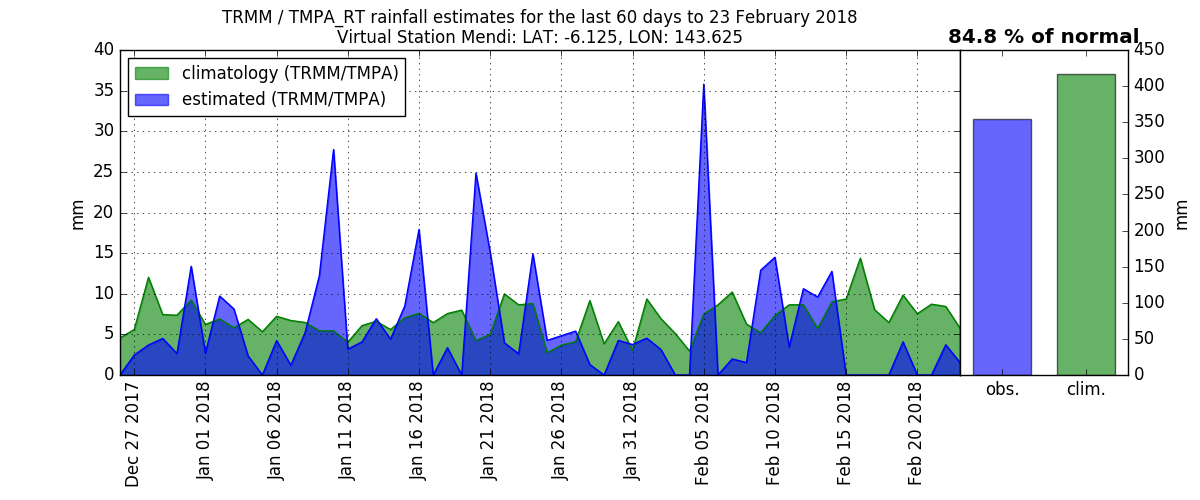 TRMM / TMPA_RT rainfall estimates for the last 60 days to 23 February 2018
Virtual Station Mendi: LAT: -6.125, LON: 143.625
84.8 % of normal
climatology (TRMM/TMPA)
estimated (TRMM/TMPA)
mm
40
35
30
25
20
15
10
5
0
Dec 27 2017
Jan 01 2018
Jan 06 2018
Jan 11 2018
Jan 16 2018
Jan 21 2018
Jan 26 2018
Jan 31 2018
Feb 05 2018
Feb 10 2018
Feb 15 2018
Feb 20 2018
obs.
clim.
450
400
350
300
250
200
150
100
50
0
mm